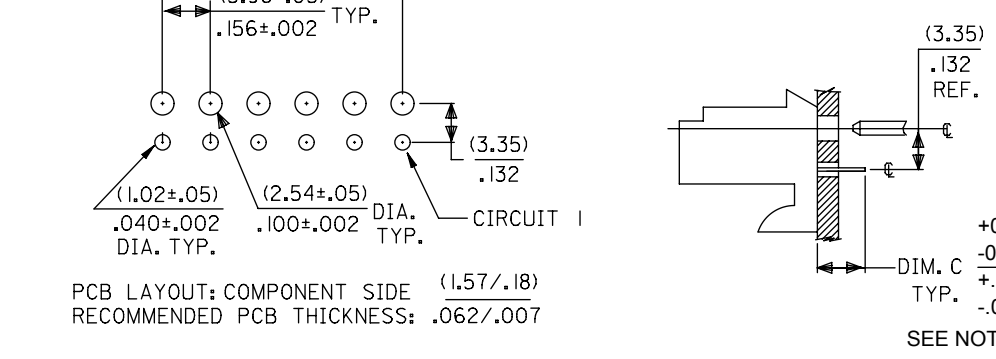 .156±.002 TYP.
(3.35)
.132
REF.
(3.35)
.132
(1.02±.05)
.040±.002
DIA. TYP.
(2.54±.05)
.100±.002
DIA.
TYP.
CIRCUIT 1
DIM. C
TYP.
SEE NOT
PCB LAYOUT: COMPONENT SIDE (1.57/.18)
RECOMMENDED PCB THICKNESS: .062/.007